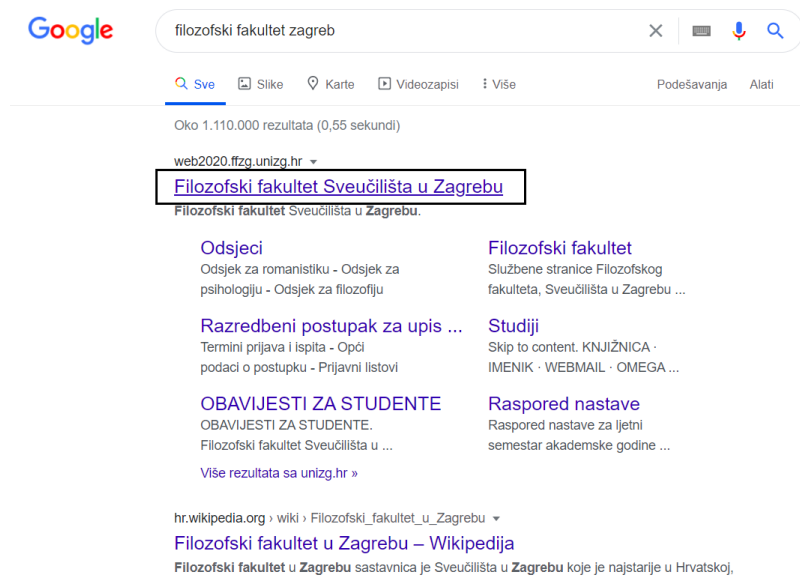 Google
filozofski fakultet zagreb
Sve Slike Karte Videozapisi Više Podešavanja Alati
Oko 1.110.000 rezultata (0,55 sekundi)
web2020.ffzg.unizg.hr
Filozofski fakultet Sveučilišta u Zagrebu
Filozofski fakultet Sveučilišta u Zagrebu.
Odsjeci
Odsjek za romanistiku - Odsjek za
psihologiju - Odsjek za filozofiju
Filozofski fakultet
Službene stranice Filozofskog
fakulteta, Sveučilišta u Zagrebu ...
Razredbeni postupak za upis ...
Termini prijava i ispita - Opći
podaci o postupku - Prijavni listovi
Studiji
Skip to content. KNJIŽNICA ·
IMENIK · WEBMAIL · OMEGA ...
OBAVIJESTI ZA STUDENTE
OBAVIJESTI ZA STUDENTE.
Filozofski fakultet Sveučilišta u ...
Raspored nastave
Raspored nastave za ljetni
semestar akademske godine ...
Više rezultata sa unizg.hr »
hr.wikipedia.org › wiki › Filozofski_fakultet_u_Zagrebu
Filozofski fakultet u Zagrebu – Wikipedija
Filozofski fakultet u Zagrebu sastavnica je Sveučilišta u Zagrebu koje je najstarije u Hrvatskoj,